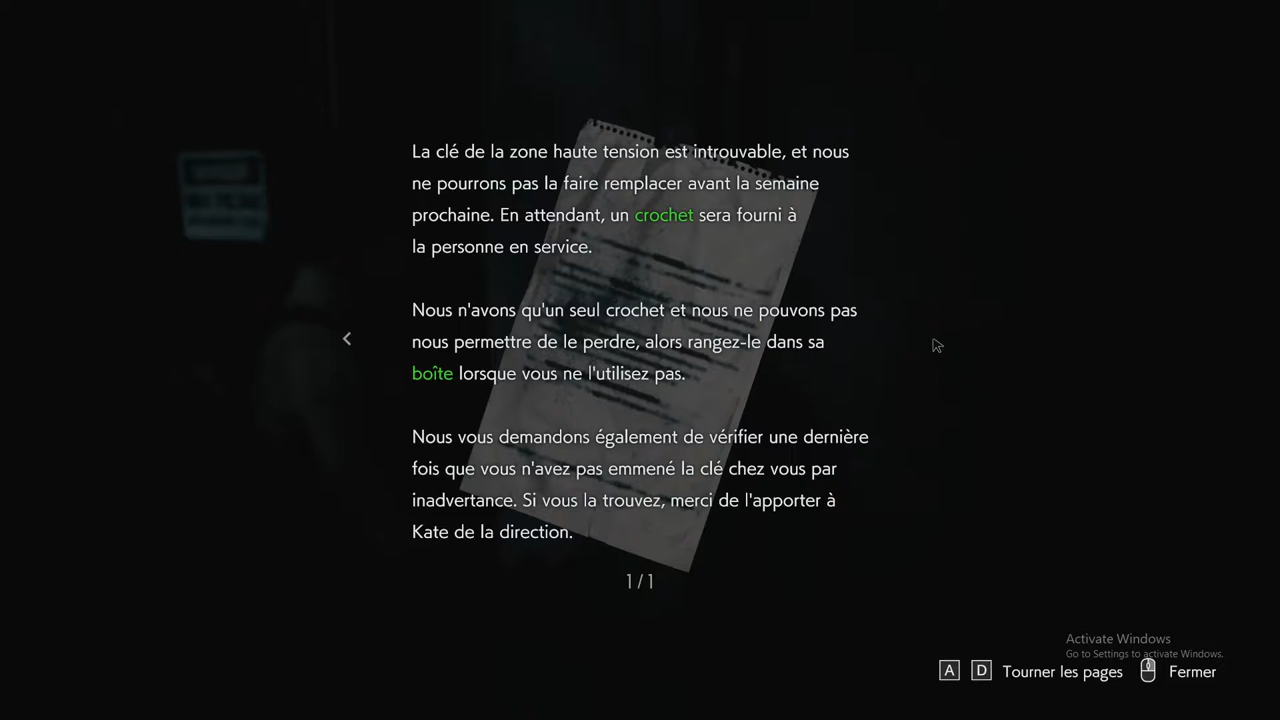 La clé de la zone haute tension est introuvable, et nous
ne pourrons pas la faire remplacer avant la semaine
prochaine. En attendant, un crochet sera fourni à
la personne en service.
Nous n'avons qu'un seul crochet et nous ne pouvons pas
nous permettre de le perdre, alors rangez-le dans sa
boîte lorsque vous ne l'utilisez pas.
Nous vous demandons également de vérifier une dernière
fois que vous n'avez pas emmené la clé chez vous par
inadvertance. Si vous la trouvez, merci de l'apporter à
Kate de la direction.
1 / 1
Activate Windows
Go to Settings to activate Windows.
A D Tourner les pages Fermer